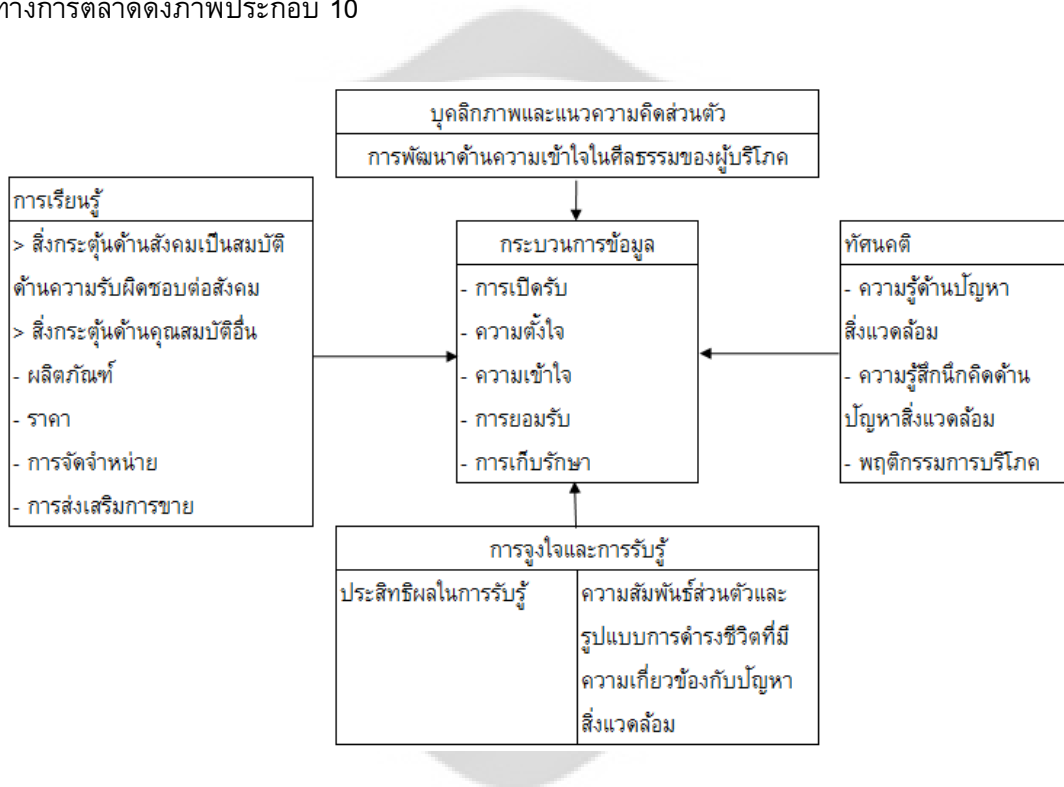 ทางการตลาดดังภาพประกอบ 10
บุคลิกภาพและแนวความคิดส่วนตัว
การพัฒนาด้านความเข้าใจในศีลธรรมของผู้บริโภค
การเรียนรู้
> สิ่งกระตุ้นด้านสังคมเป็นสมบัติ
ด้านความรับผิดชอบต่อสังคม
> สิ่งกระตุ้นด้านคุณสมบัติอื่น
- ผลิตภัณฑ์
- ราคา
- การจัดจำหน่าย
- การส่งเสริมการขาย
กระบวนการข้อมูล
- การเปิดรับ
- ความตั้งใจ
- ความเข้าใจ
- การยอมรับ
- การเก็บรักษา
ทัศนคติ
- ความรู้ด้านปัญหา
สิ่งแวดล้อม
- ความรู้สึกนึกคิดด้าน
ปัญหาสิ่งแวดล้อม
- พฤติกรรมการบริโภค
การจูงใจและการรับรู้
ประสิทธิผลในการรับรู้
ความสัมพันธ์ส่วนตัวและ
รูปแบบการดำรงชีวิตที่มี
ความเกี่ยวข้องกับปัญหา
สิ่งแวดล้อม